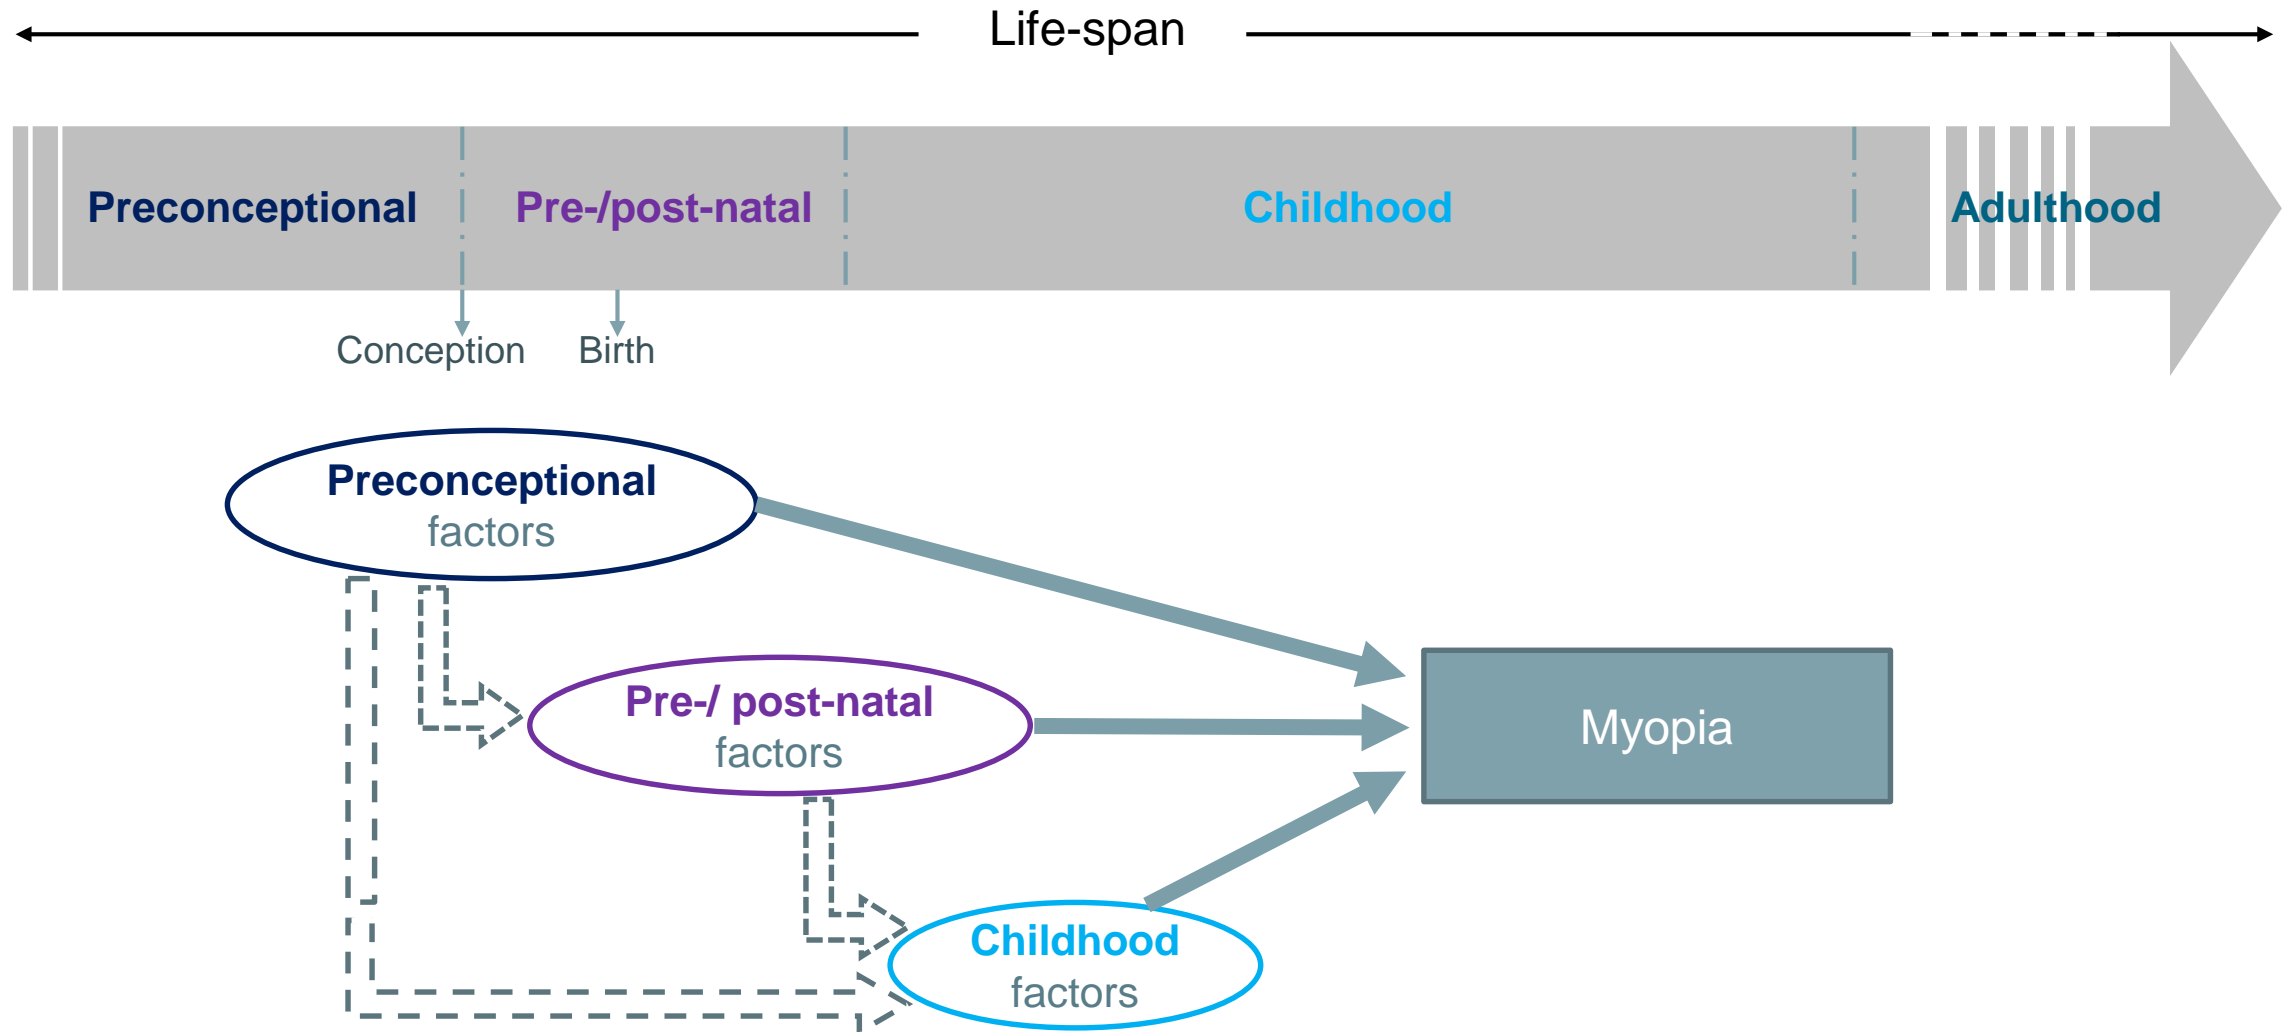 Life-span
Preconceptional
Pre-/post-natal
Childhood
Adulthood
Conception
Birth
Preconceptional
factors
Pre-/ post-natal
factors
Myopia
Childhood
factors